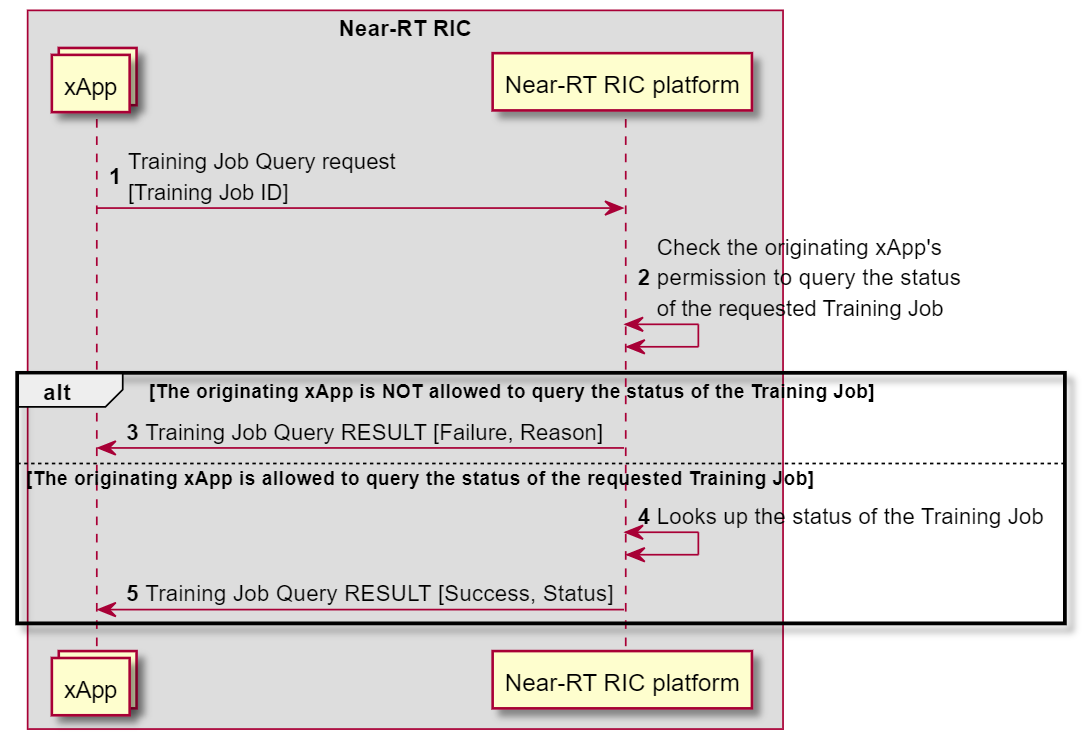 Near-RT RIC
xApp
Near-RT RIC platform
Training Job Query request
1
[Training Job ID]
Check the originating xApp's
2 permission to query the status
of the requested Training Job
alt [The originating xApp is NOT allowed to query the status of the Training Job]
3 Training Job Query RESULT [Failure, Reason]
[The originating xApp is allowed to query the status of the requested Training Job]
4 Looks up the status of the Training Job
5 Training Job Query RESULT [Success, Status]
xApp
Near-RT RIC platform